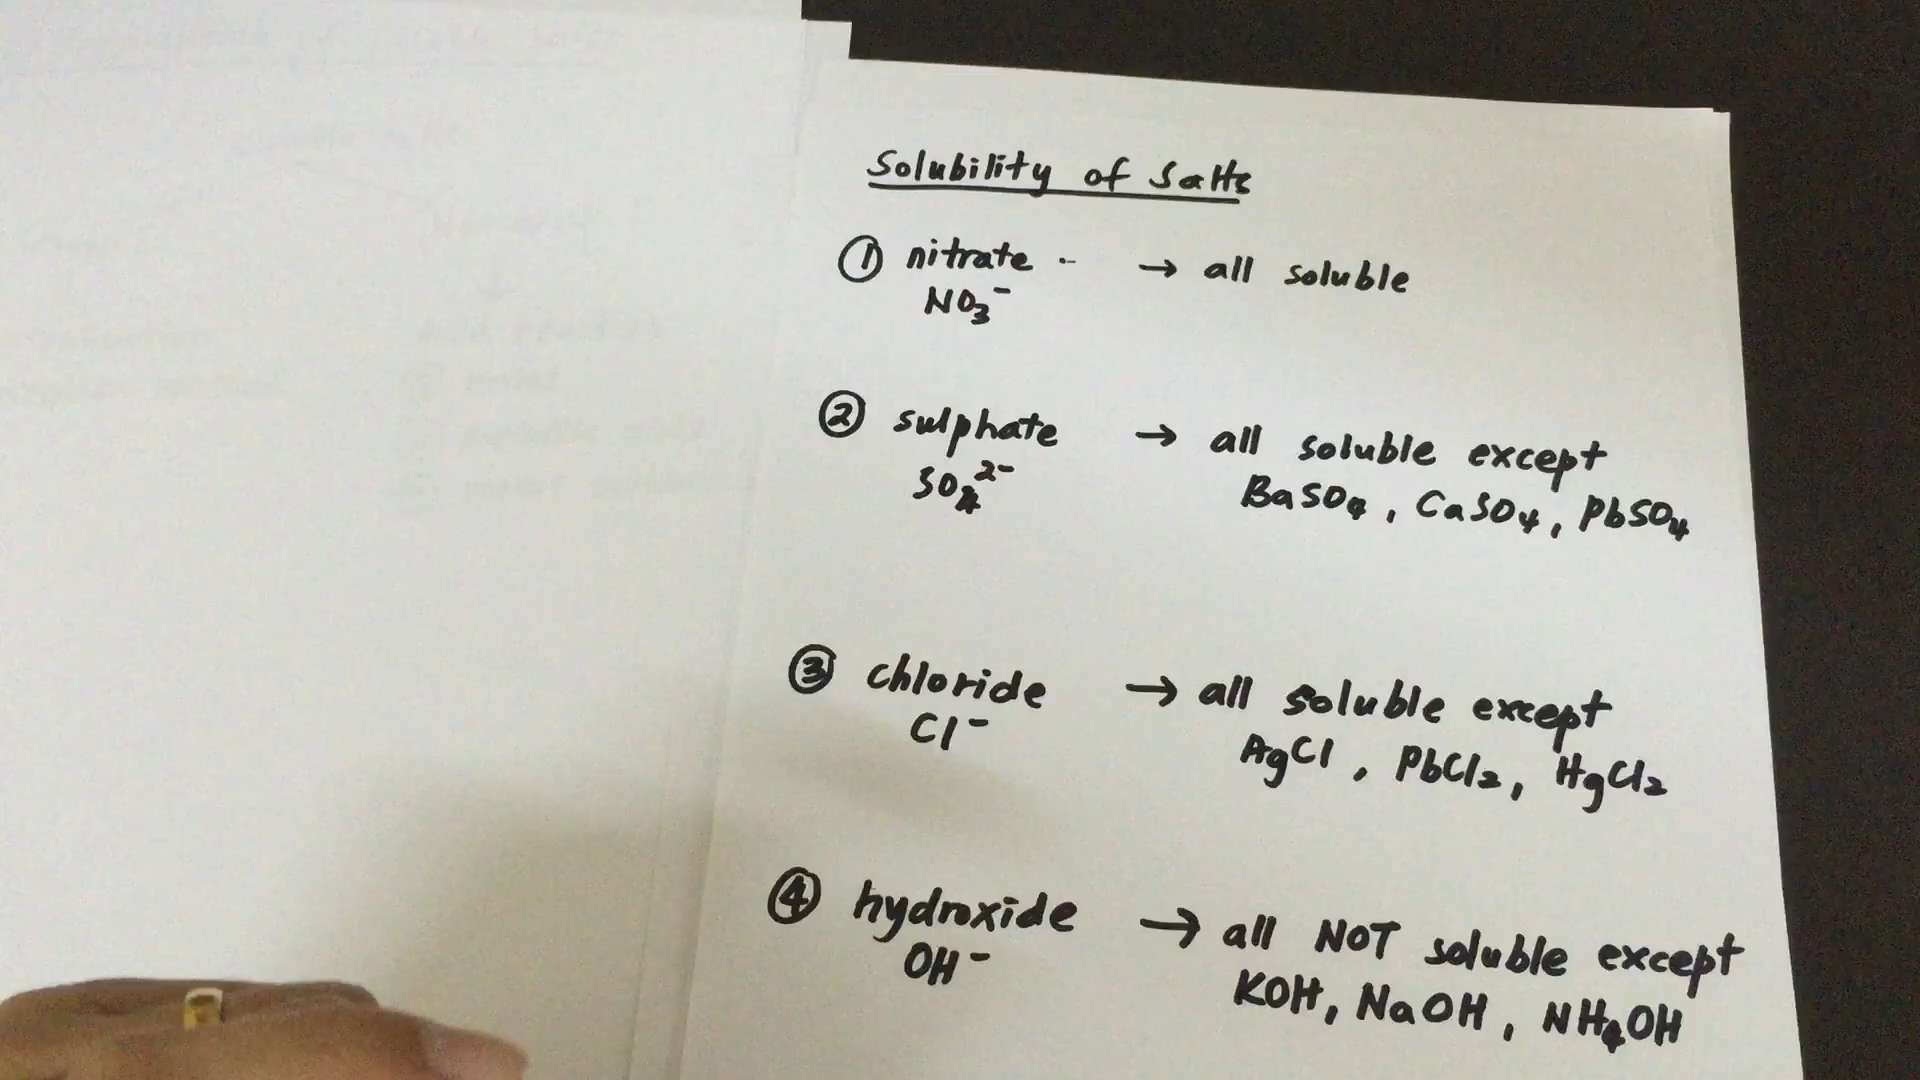 Solubility of Salts
① nitrate → all soluble
NO₃⁻
② sulphate → all soluble except
SO₄²⁻ BaSO₄, CaSO₄, PbSO₄
③ chloride → all soluble except
Cl⁻ AgCl, PbCl₂, HgCl₂
④ hydroxide → all NOT soluble except
OH⁻ KOH, NaOH, NH₄OH